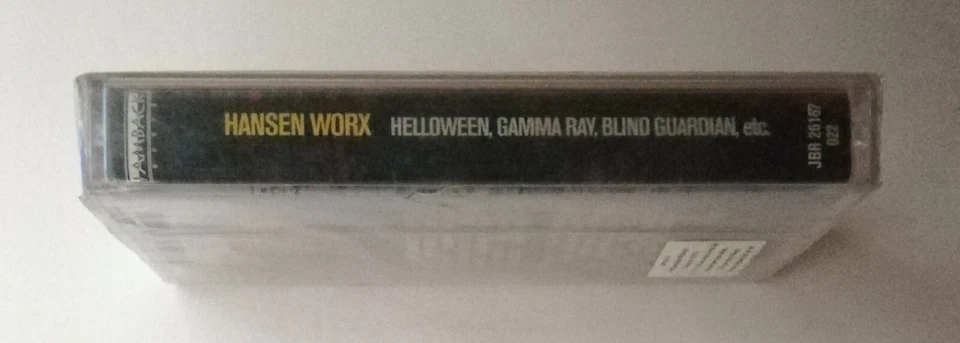 HANSEN WORX HELLOWEEN, GAMMA RAY, BLIND GUARDIAN, etc.
JBR 26167
022